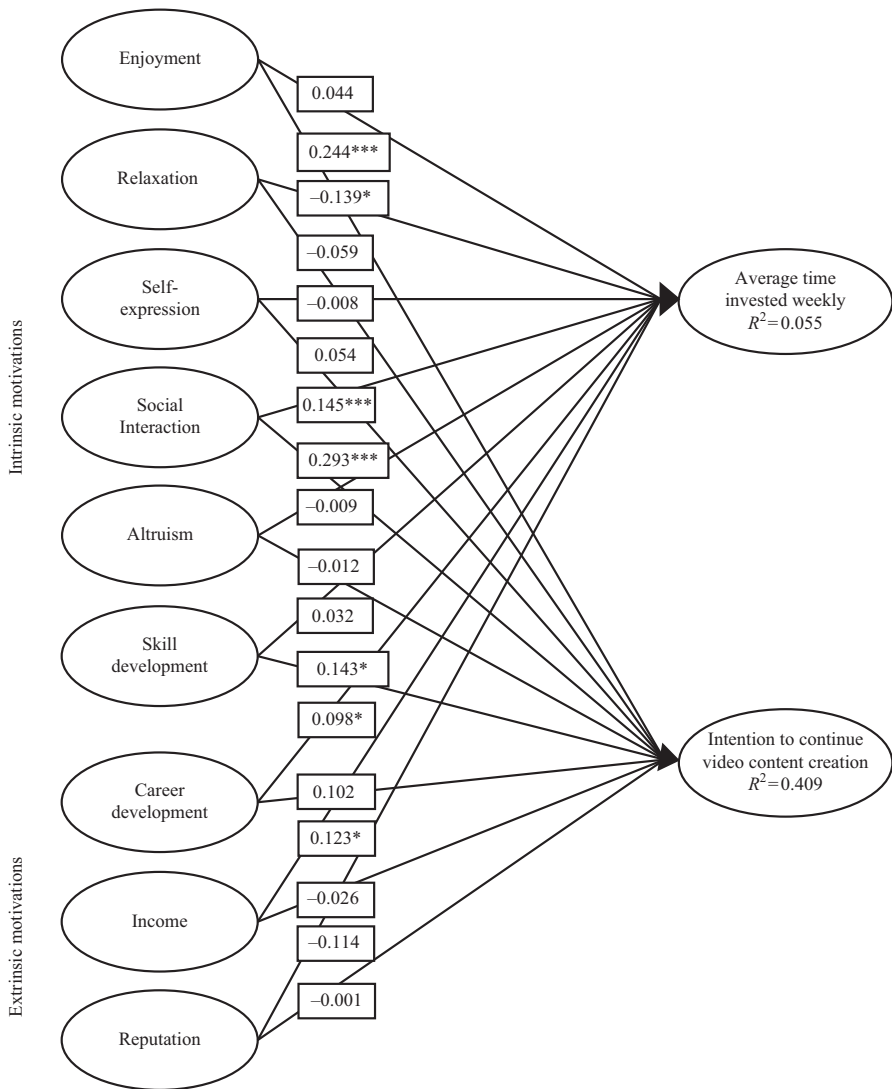 Enjoyment
0.044
0.244***
Relaxation
–0.139*
–0.059
Self-
expression
–0.008
0.054
Average time
invested weekly
R²=0.055
Intrinsic motivations
Social
Interaction
0.145***
0.293***
Altruism
–0.009
–0.012
Skill
development
0.032
0.143*
0.098*
Career
development
0.102
Intention to continue
video content creation
R²=0.409
Extrinsic motivations
0.123*
Income
–0.026
–0.114
Reputation
–0.001